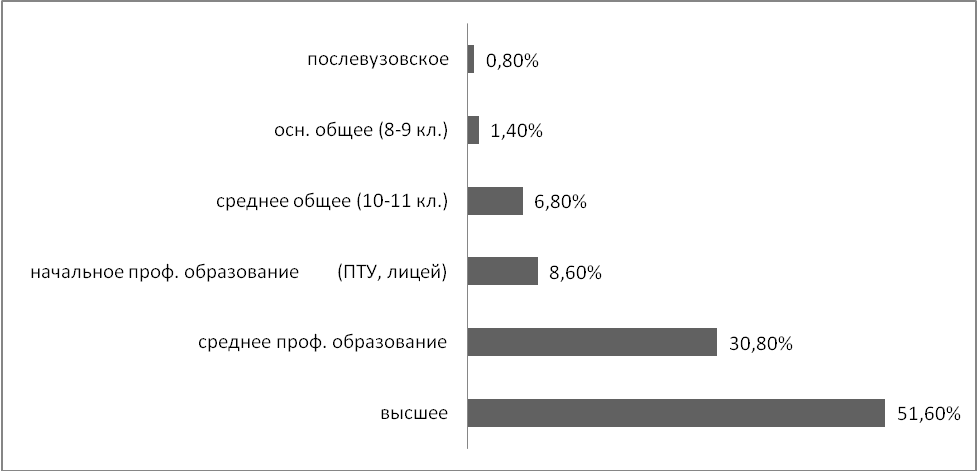 послевузовское 0,80%
осн. общее (8-9 кл.) 1,40%
среднее общее (10-11 кл.) 6,80%
начальное проф. образование (ПТУ, лицей) 8,60%
среднее проф. образование 30,80%
высшее 51,60%